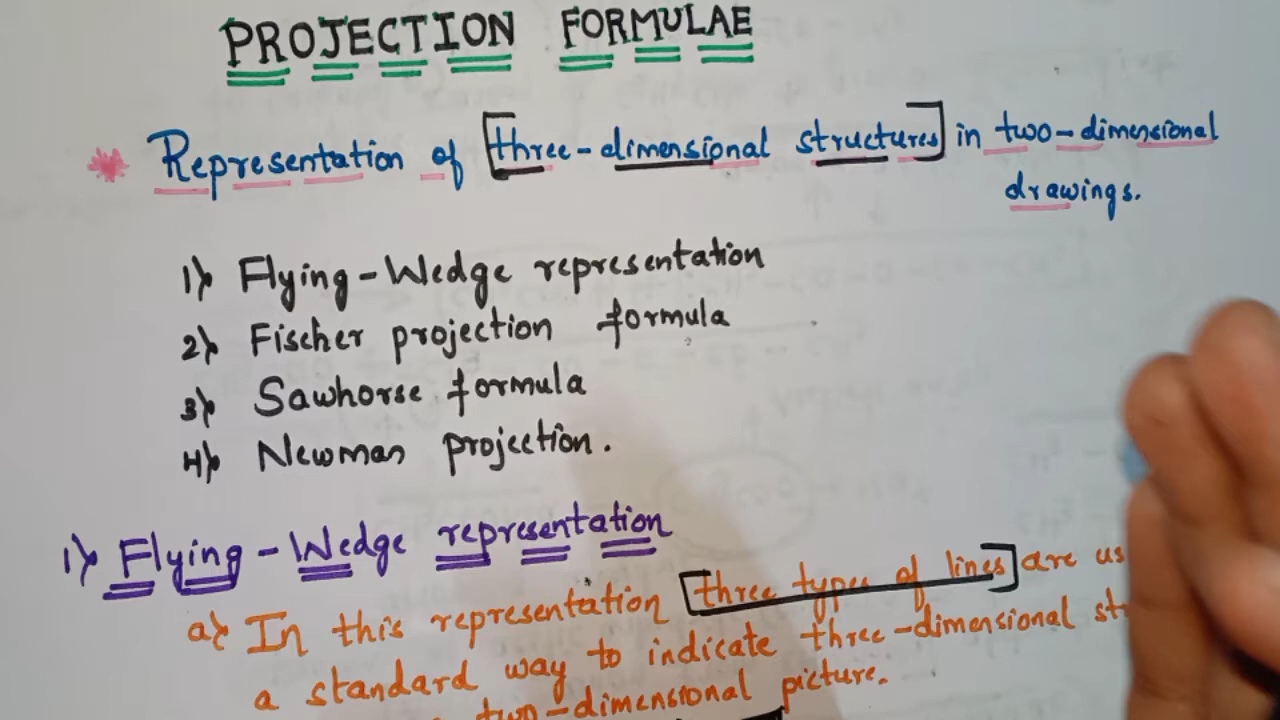 PROJECTION FORMULAE
* Representation of [three-dimensional structures] in two-dimensional
drawings.
1) Flying-Wedge representation
2) Fischer projection formula
3) Sawhorse formula
4) Newman projection.
1) Flying-Wedge representation
a) In this representation [three types of lines] are us
a standard way to indicate three-dimensional st
two-dimensional picture.